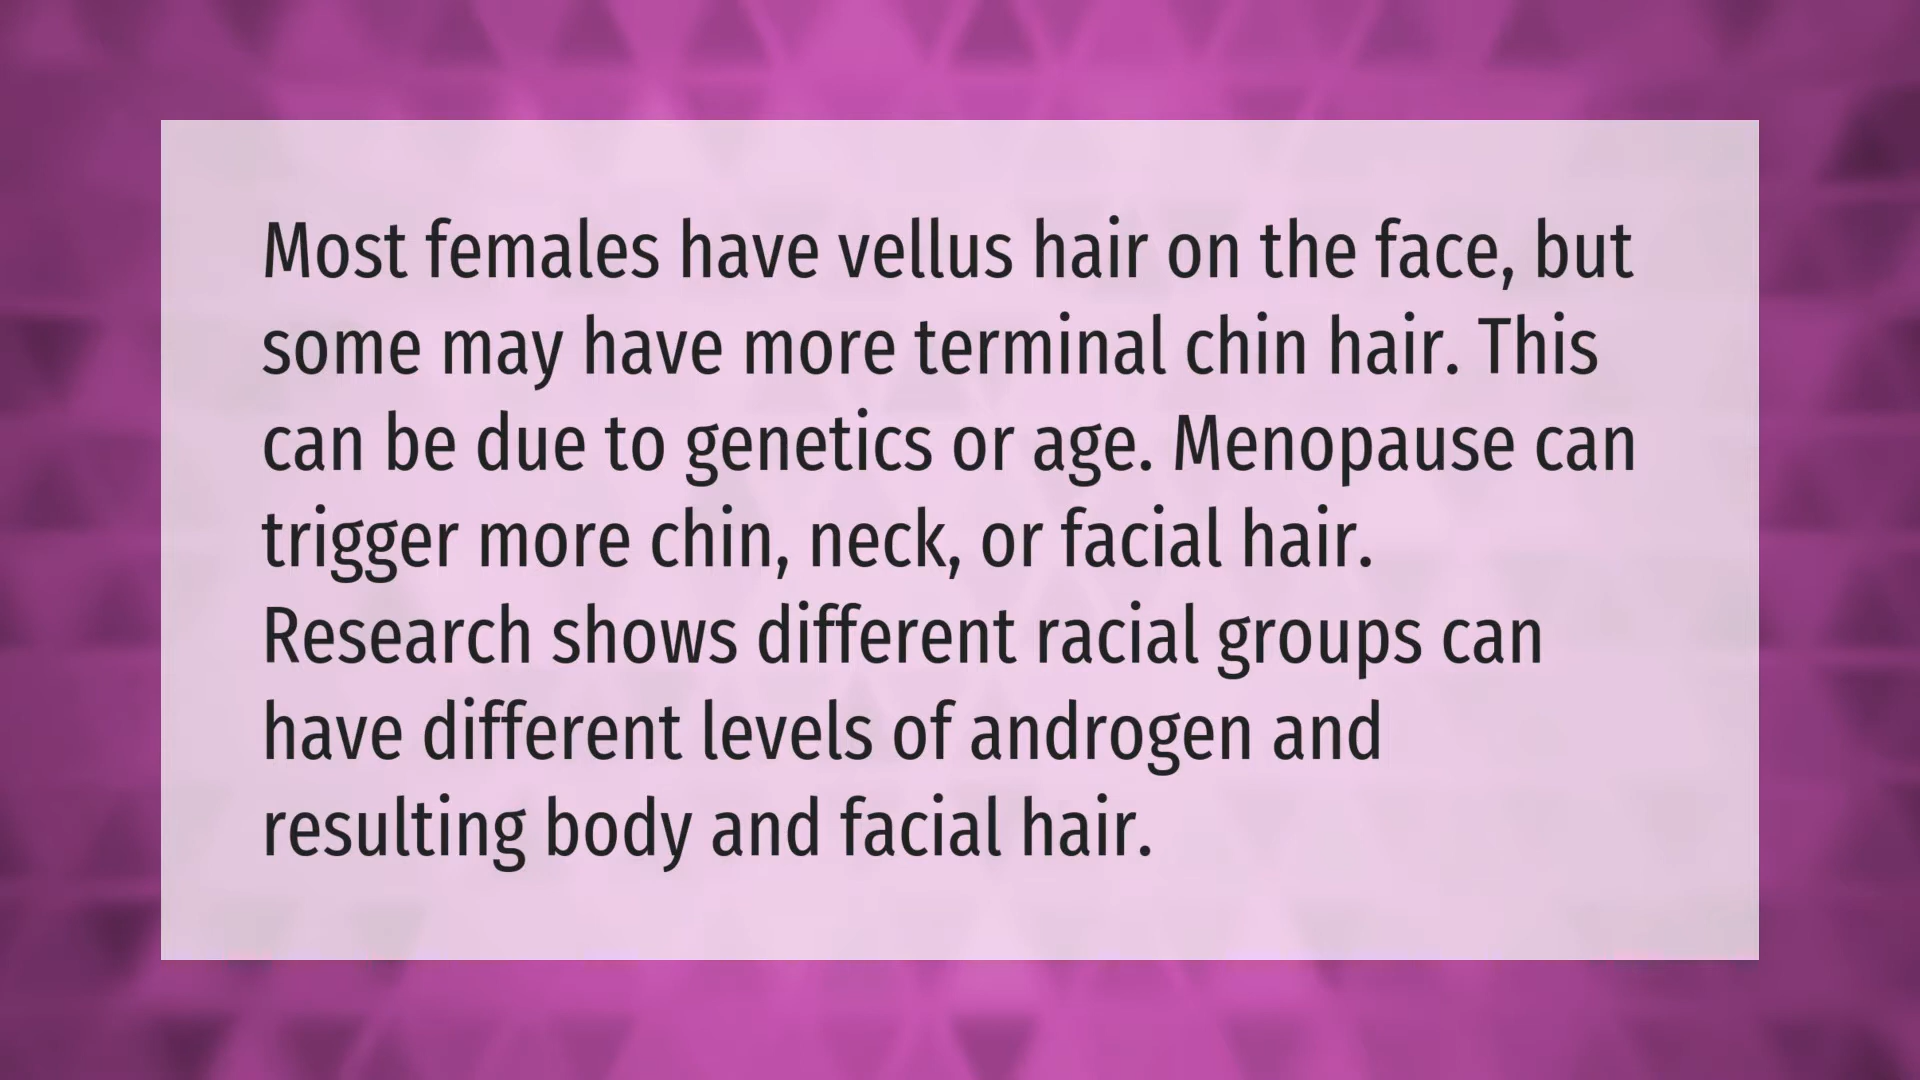 Most females have vellus hair on the face, but
some may have more terminal chin hair. This
can be due to genetics or age. Menopause can
trigger more chin, neck, or facial hair.
Research shows different racial groups can
have different levels of androgen and
resulting body and facial hair.